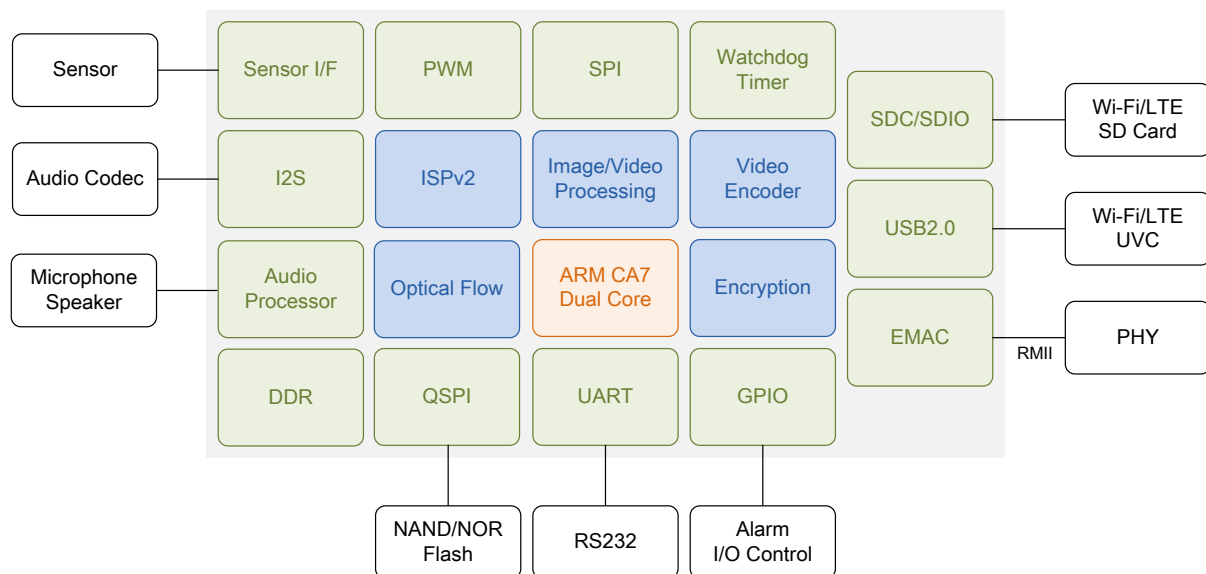 Sensor
Audio Codec
Microphone
Speaker
Sensor I/F
PWM
SPI
Watchdog
Timer
I2S
ISPv2
Image/Video
Processing
Video
Encoder
Audio
Processor
Optical Flow
ARM CA7
Dual Core
Encryption
DDR
QSPI
UART
GPIO
SDC/SDIO
USB2.0
EMAC
RMII
Wi-Fi/LTE
SD Card
Wi-Fi/LTE
UVC
PHY
NAND/NOR
Flash
RS232
Alarm
I/O Control